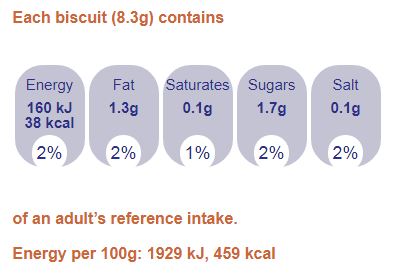 Each biscuit (8.3g) contains
Energy Fat Saturates Sugars Salt
160 kJ 1.3g 0.1g 1.7g 0.1g
38 kcal
2% 2% 1% 2% 2%
of an adult's reference intake.
Energy per 100g: 1929 kJ, 459 kcal